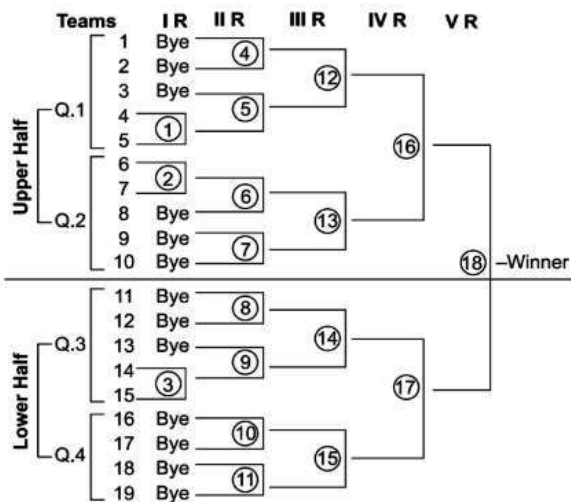 Teams I R II R III R IV R V R
1 Bye
④
2 Bye
⑫
3 Bye
Q.1
⑤
4
①
5
Upper Half
⑯
6
②
7
⑥
Q.2
8 Bye
⑬
9 Bye
⑦
10 Bye
⑱ –Winner
11 Bye
⑧
12 Bye
Q.3
13 Bye
⑭
⑨
14
③
15
Lower Half
⑰
16 Bye
⑩
17 Bye
Q.4
⑮
18 Bye
⑪
19 Bye